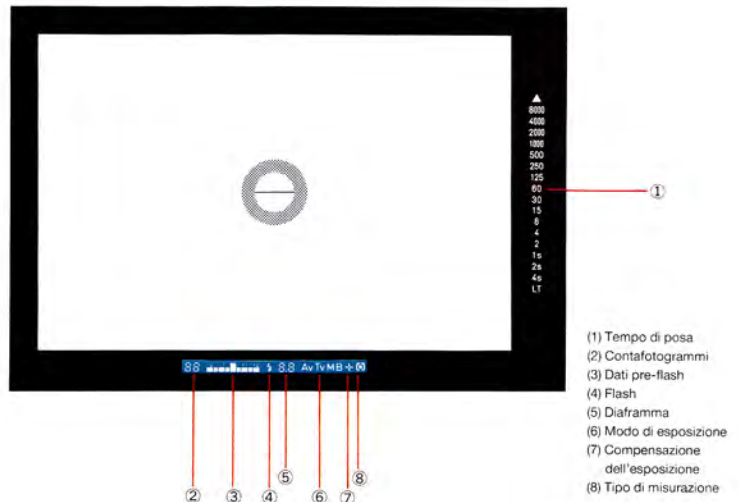 ▲
8000
4000
2000
1000
500
250
125
60
30
15
8
4
2
1s
2s
4s
LT
①
88 88 Av Tv M B
② ③ ④ ⑤ ⑥ ⑦ ⑧
(1) Tempo di posa
(2) Contafotogrammi
(3) Dati pre-flash
(4) Flash
(5) Diaframma
(6) Modo di esposizione
(7) Compensazione
dell'esposizione
(8) Tipo di misurazione